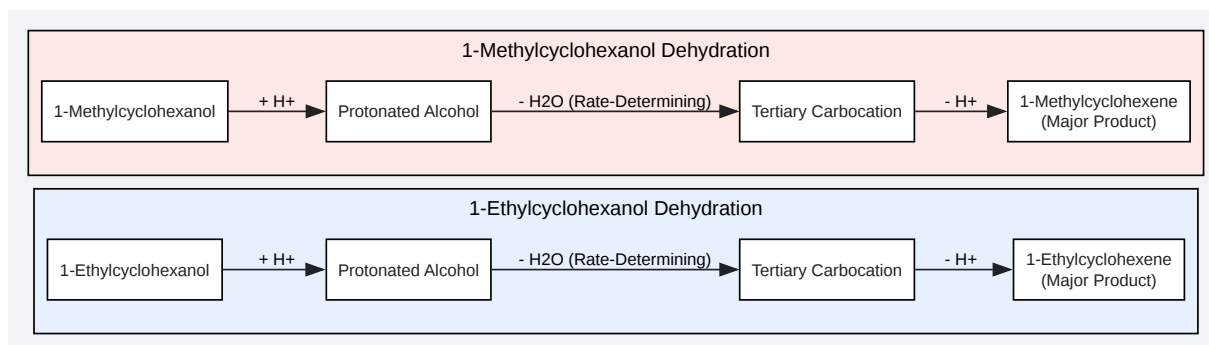 1-Methylcyclohexanol Dehydration
1-Methylcyclohexanol
+ H+
Protonated Alcohol
- H2O (Rate-Determining)
Tertiary Carbocation
- H+
1-Methylcyclohexene
(Major Product)
1-Ethylcyclohexanol Dehydration
1-Ethylcyclohexanol
+ H+
Protonated Alcohol
- H2O (Rate-Determining)
Tertiary Carbocation
- H+
1-Ethylcyclohexene
(Major Product)